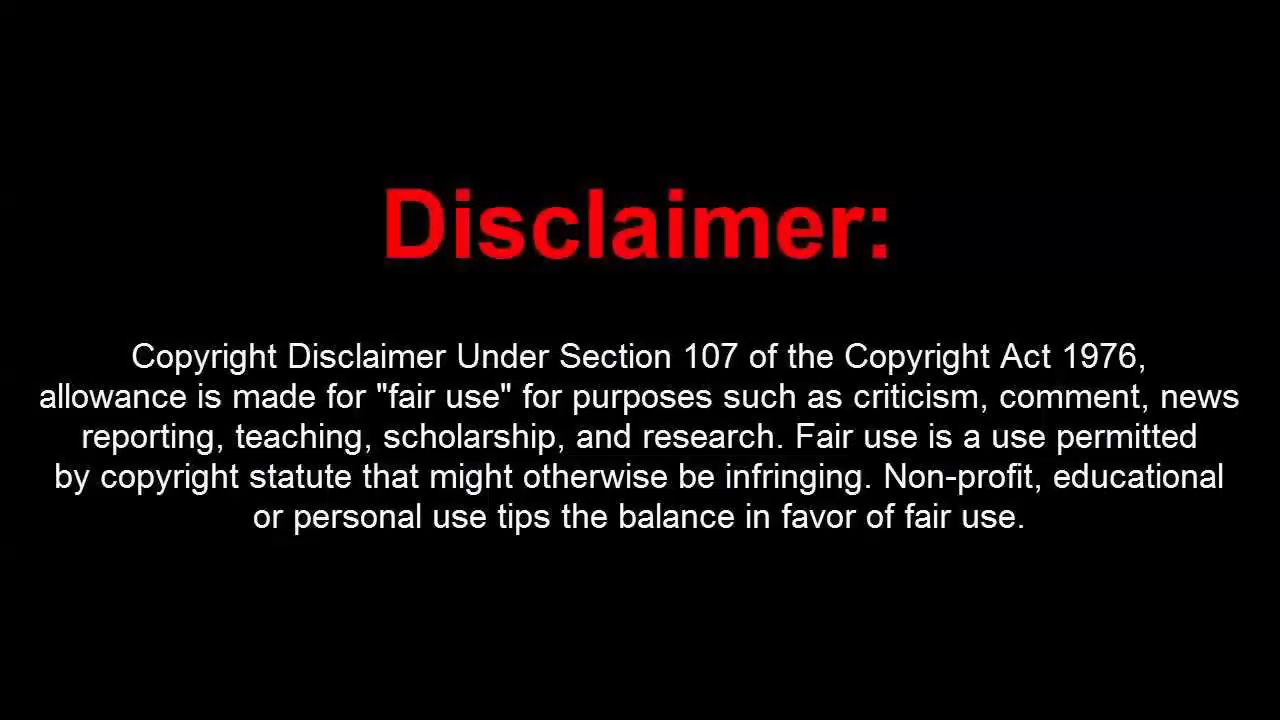 Disclaimer:
Copyright Disclaimer Under Section 107 of the Copyright Act 1976,
allowance is made for "fair use" for purposes such as criticism, comment, news
reporting, teaching, scholarship, and research. Fair use is a use permitted
by copyright statute that might otherwise be infringing. Non-profit, educational
or personal use tips the balance in favor of fair use.